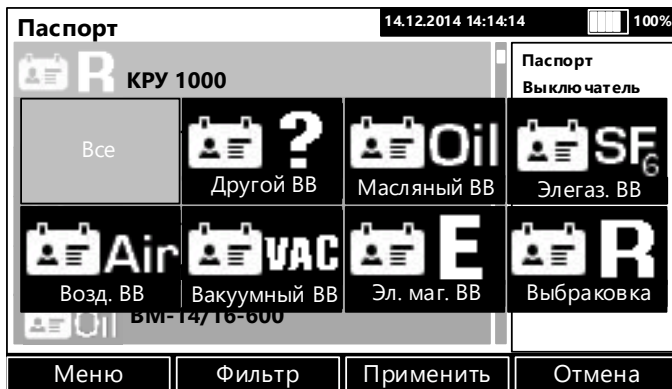 Паспорт 14.12.2014 14:14:14 100%
R КРУ 1000
Паспорт
Выключатель
Все
? Oil SF6
Другой ВВ Масляный ВВ Элегаз. ВВ
Air VAC E R
Возд. ВВ Вакуумный ВВ Эл. маг. ВВ Выбраковка
Oil ВМ-14/16-600
Меню Фильтр Применить Отмена